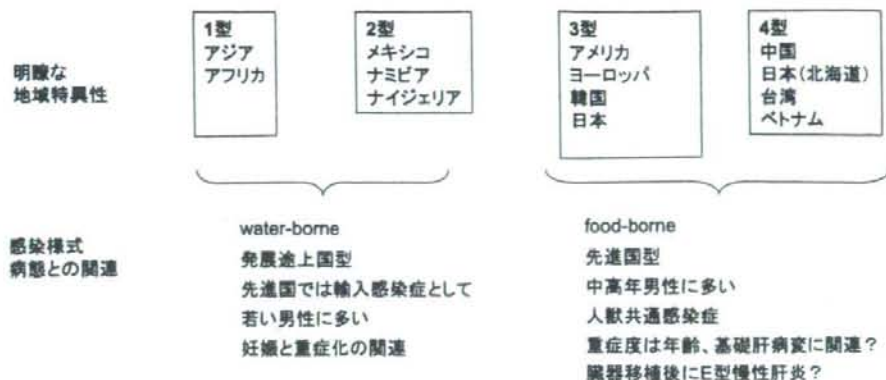 明瞭な
地域特異性
1型
アジア
アフリカ
2型
メキシコ
ナミビア
ナイジェリア
3型
アメリカ
ヨーロッパ
韓国
日本
4型
中国
日本(北海道)
台湾
ベトナム
感染様式
病態との関連
water-borne
発展途上国型
先進国では輸入感染症として
若い男性に多い
妊娠と重症化の関連
food-borne
先進国型
中高年男性に多い
人獣共通感染症
重症度は年齢、基礎肝病変に関連?
臓器移植後にE型慢性肝炎?